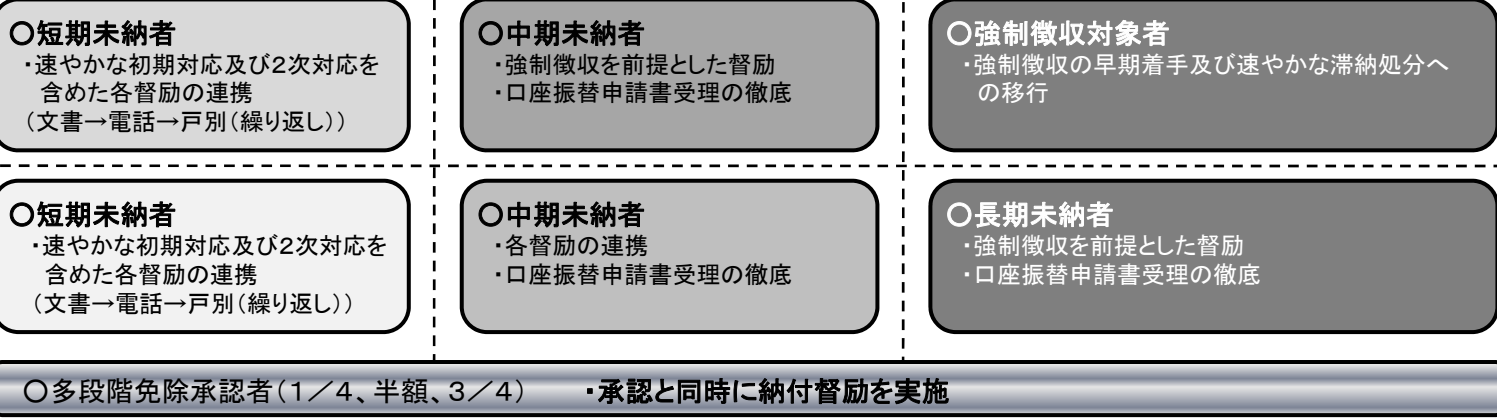 ○短期未納者
・速やかな初期対応及び2次対応を
含めた各督励の連携
（文書→電話→戸別（繰り返し））
○中期未納者
・強制徴収を前提とした督励
・口座振替申請書受理の徹底
○強制徴収対象者
・強制徴収の早期着手及び速やかな滞納処分へ
の移行
○短期未納者
・速やかな初期対応及び2次対応を
含めた各督励の連携
（文書→電話→戸別（繰り返し））
○中期未納者
・各督励の連携
・口座振替申請書受理の徹底
○長期未納者
・強制徴収を前提とした督励
・口座振替申請書受理の徹底
○多段階免除承認者（1／4、半額、3／4）　・承認と同時に納付督励を実施